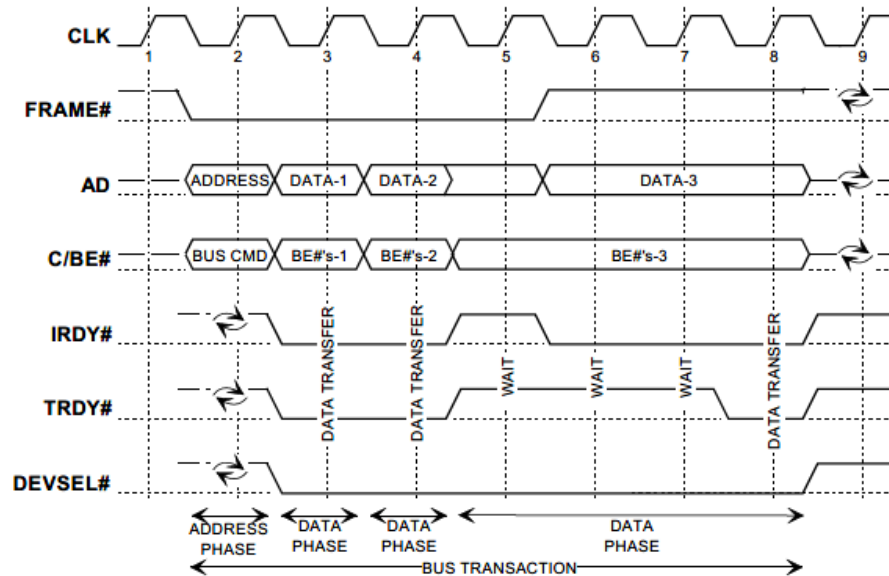 CLK
1 2 3 4 5 6 7 8 9
FRAME#
AD
ADDRESS DATA-1 DATA-2 DATA-3
C/BE#
BUS CMD BE#'s-1 BE#'s-2 BE#'s-3
IRDY#
TRDY#
DEVSEL#
DATA TRANSFER
DATA TRANSFER
WAIT
WAIT
WAIT
DATA TRANSFER
ADDRESS
PHASE
DATA
PHASE
DATA
PHASE
DATA
PHASE
BUS TRANSACTION